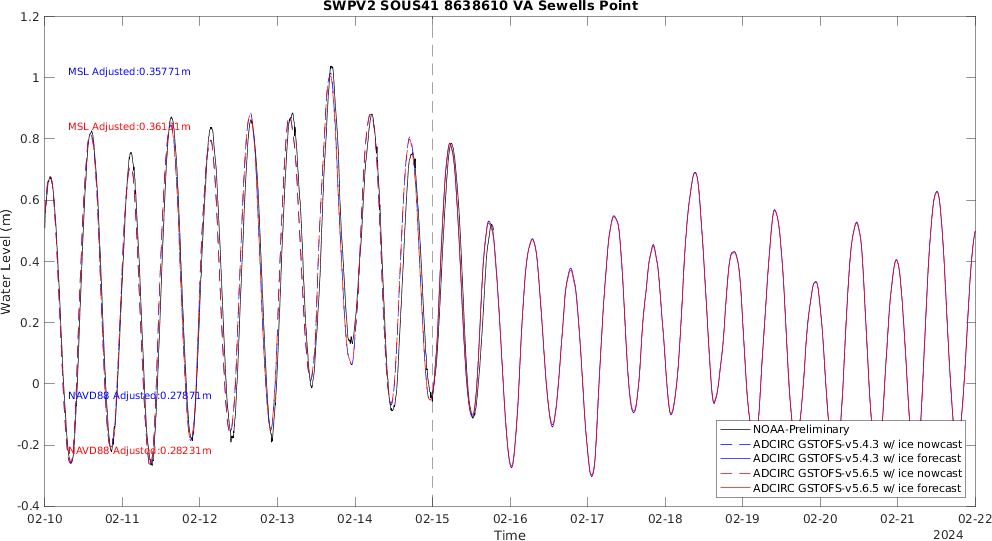 SWPV2 SOUS41 8638610 VA Sewells Point
1.2
1
0.8
0.6
0.4
0.2
0
-0.2
-0.4
Water Level (m)
MSL Adjusted:0.35771m
MSL Adjusted:0.36131m
NAVD88 Adjusted:0.27871m
NAVD88 Adjusted:0.28231m
NOAA-Preliminary
ADCIRC GSTOFS-v5.4.3 w/ ice nowcast
ADCIRC GSTOFS-v5.4.3 w/ ice forecast
ADCIRC GSTOFS-v5.6.5 w/ ice nowcast
ADCIRC GSTOFS-v5.6.5 w/ ice forecast
02-10 02-11 02-12 02-13 02-14 02-15 02-16 02-17 02-18 02-19 02-20 02-21 02-22
Time
2024